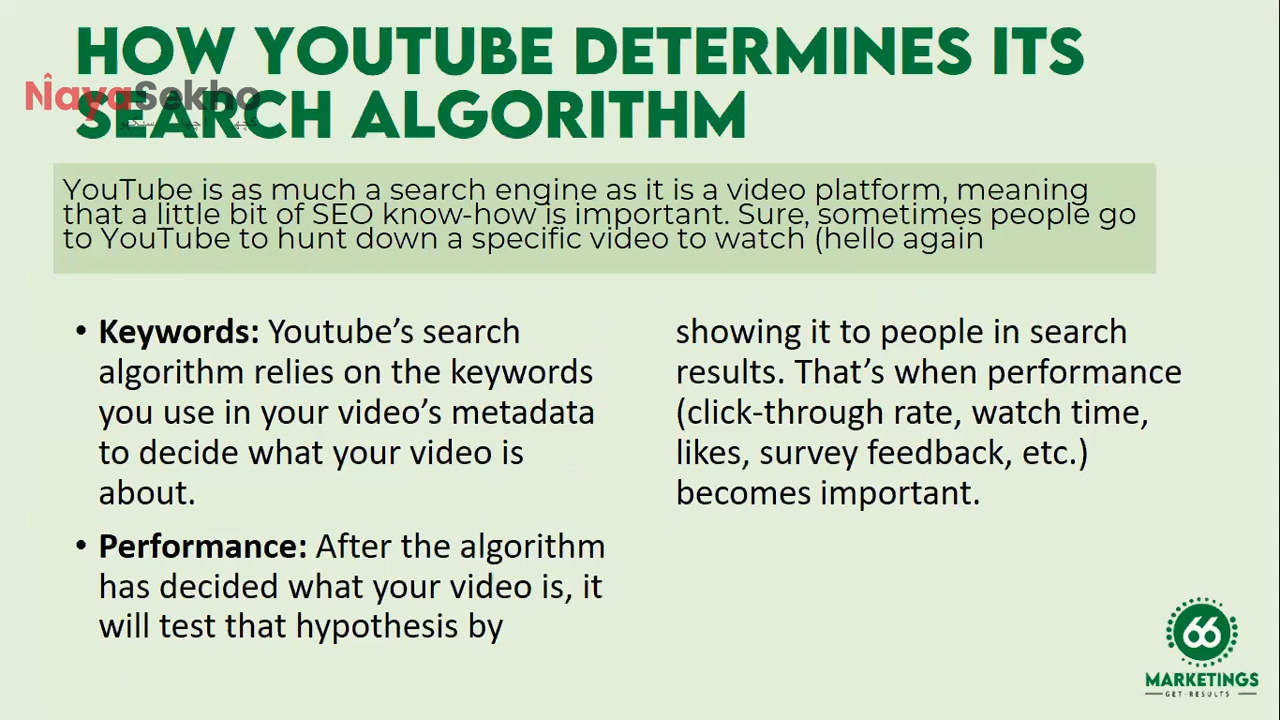 HOW YOUTUBE DETERMINES ITS
SEARCH ALGORITHM
NayaSekho
YouTube is as much a search engine as it is a video platform, meaning
that a little bit of SEO know-how is important. Sure, sometimes people go
to YouTube to hunt down a specific video to watch (hello again
• Keywords: Youtube’s search
algorithm relies on the keywords
you use in your video’s metadata
to decide what your video is
about.
• Performance: After the algorithm
has decided what your video is, it
will test that hypothesis by
showing it to people in search
results. That’s when performance
(click-through rate, watch time,
likes, survey feedback, etc.)
becomes important.
66
MARKETINGS
GET-RESULTS